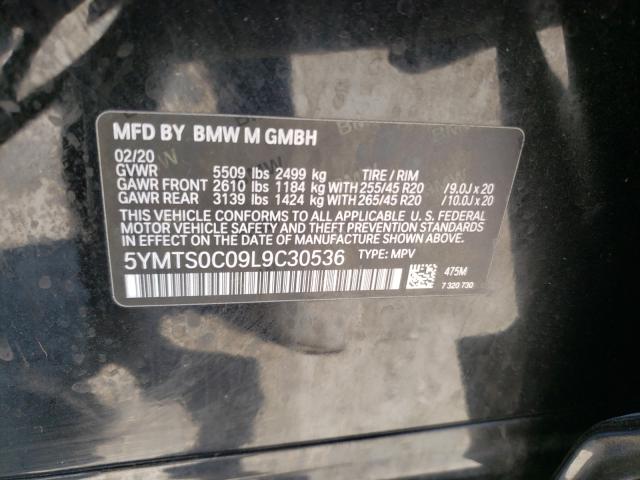 MFD BY BMW M GMBH
02/20
GVWR 5509 lbs 2499 kg TIRE / RIM
GAWR FRONT 2610 lbs 1184 kg WITH 255/45 R20 / 9.0J x 20
GAWR REAR 3139 lbs 1424 kg WITH 265/45 R20 / 10.0J x 20
THIS VEHICLE CONFORMS TO ALL APPLICABLE U. S. FEDERAL
MOTOR VEHICLE SAFETY STANDARDS IN EFFECT ON THE
DATE OF MANUFACTURE SHOWN ABOVE.
5YMTS0C09L9C30536 TYPE: MPV
475M
7 320 730